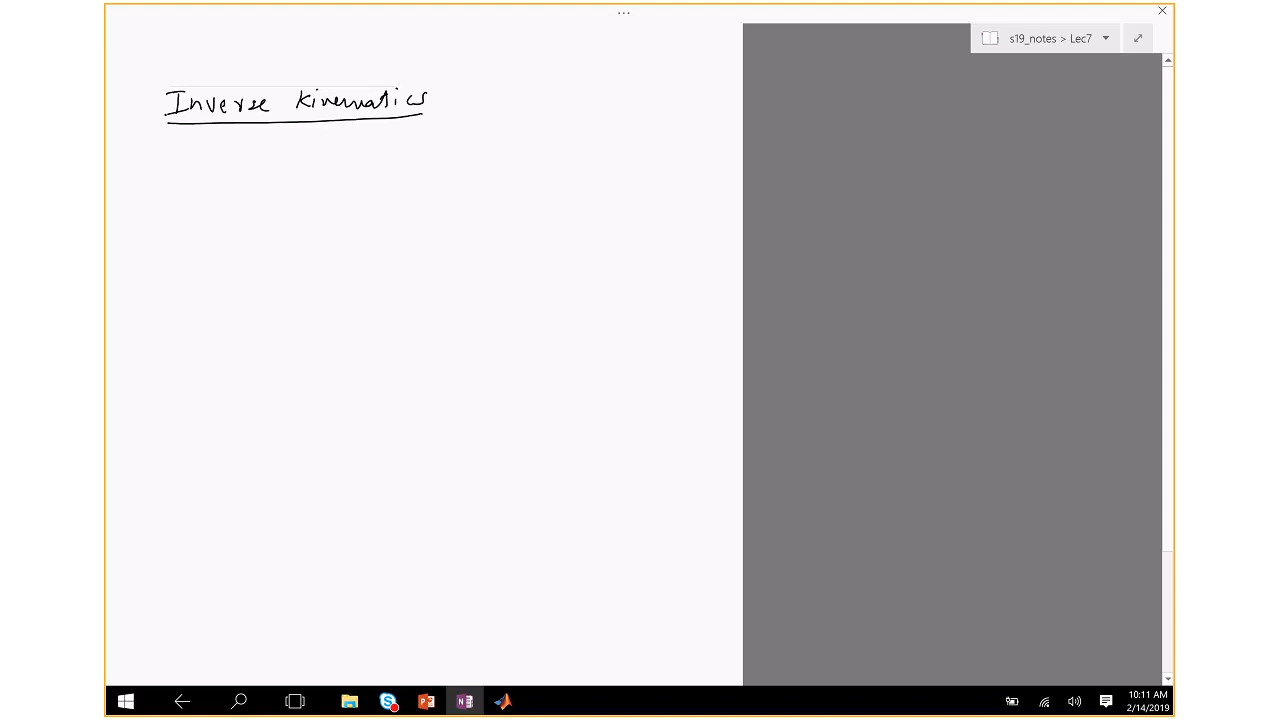 ...
s19_notes > Lec7
Inverse Kinematics
10:11 AM
2/14/2019